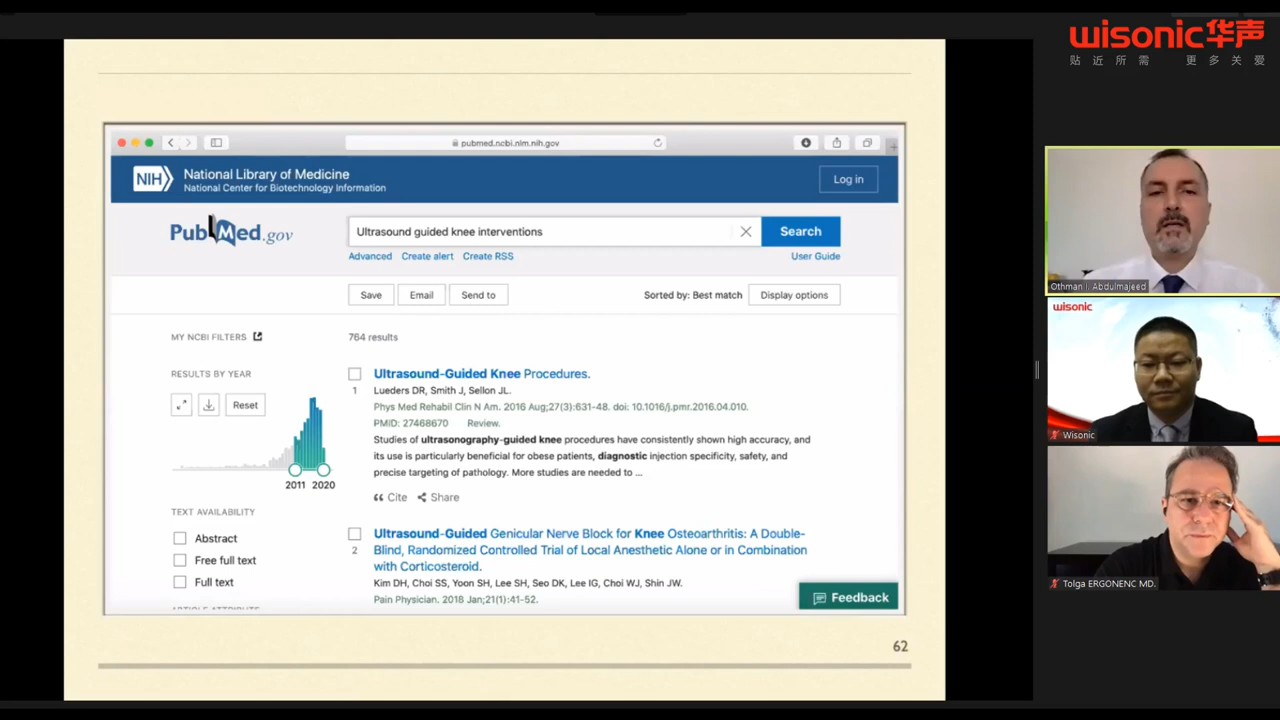 wisonic华声
贴近所需 更多关爱
pubmed.ncbi.nlm.nih.gov
NIH
National Library of Medicine
National Center for Biotechnology Information
Log in
PubMed.gov
Ultrasound guided knee interventions
Search
Advanced Create alert Create RSS
User Guide
Save Email Send to
Sorted by: Best match Display options
MY NCBI FILTERS
764 results
RESULTS BY YEAR
Reset
2011 2020
TEXT AVAILABILITY
Abstract
Free full text
Full text
1
Ultrasound-Guided Knee Procedures.
Lueders DR, Smith J, Sellon JL.
Phys Med Rehabil Clin N Am. 2016 Aug;27(3):631-48. doi: 10.1016/j.pmr.2016.04.010.
PMID: 27468670 Review.
Studies of ultrasonography-guided knee procedures have consistently shown high accuracy, and
its use is particularly beneficial for obese patients, diagnostic injection specificity, safety, and
precise targeting of pathology. More studies are needed to ...
Cite Share
2
Ultrasound-Guided Genicular Nerve Block for Knee Osteoarthritis: A Double-
Blind, Randomized Controlled Trial of Local Anesthetic Alone or in Combination
with Corticosteroid.
Kim DH, Choi SS, Yoon SH, Lee SH, Seo DK, Lee IG, Choi WJ, Shin JW.
Pain Physician. 2018 Jan;21(1):41-52.
Feedback
62
Othman I. Abdulmajeed
wisonic
Wisonic
Tolga ERGONENC MD.